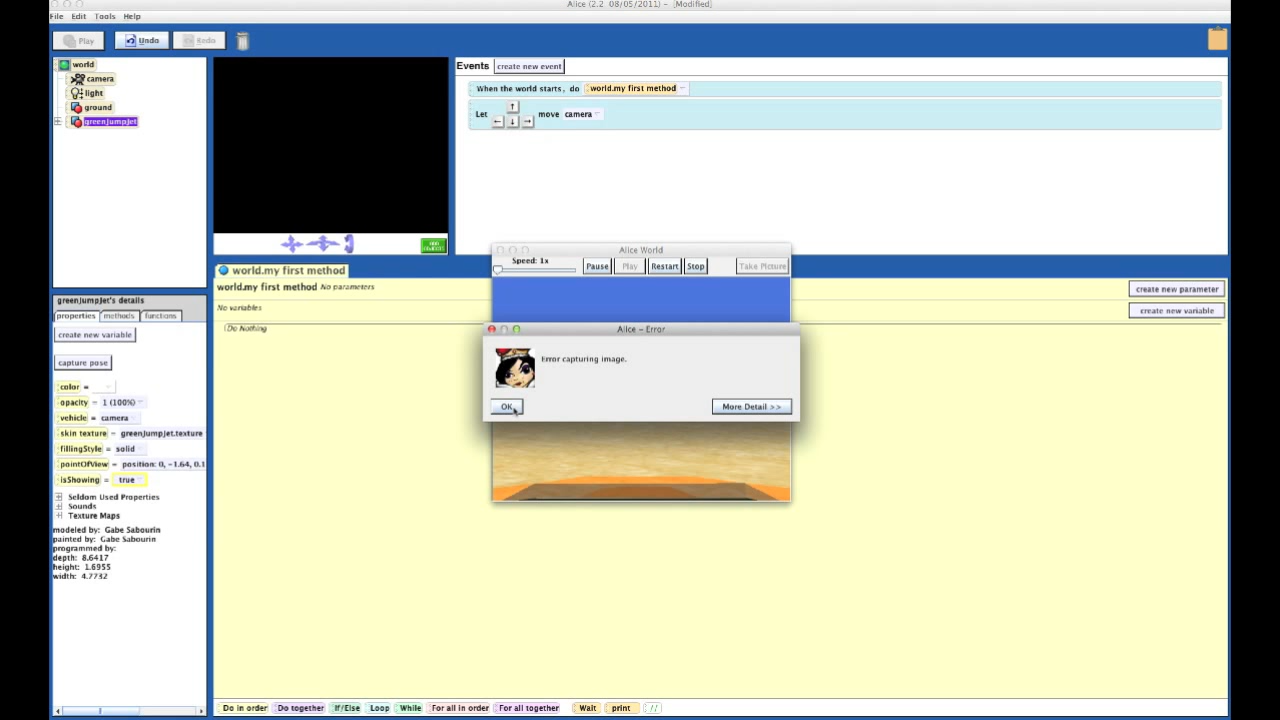 Alice (2.2 08/05/2011) - [Modified]
File Edit Tools Help
Play Undo Redo
world
camera
light
ground
greenJumpJet
ADD OBJECTS
Events create new event
When the world starts, do world.my first method
Let move camera
Alice World
Speed: 1x Pause Play Restart Stop Take Picture
Alice - Error
Error capturing image.
OK More Detail >>
greenJumpJet's details
properties methods functions
create new variable
capture pose
color =
opacity = 1 (100%)
vehicle = camera
skin texture = greenJumpJet.texture
fillingStyle = solid
pointOfView = position: 0, -1.64, 0.1
isShowing = true
Seldom Used Properties
Sounds
Texture Maps
modeled by: Gabe Sabourin
painted by: Gabe Sabourin
programmed by:
depth: 8.6417
height: 1.6955
width: 4.7732
world.my first method
world.my first method No parameters create new parameter
No variables create new variable
(Do Nothing
Do in order Do together If/Else Loop While For all in order For all together Wait print //